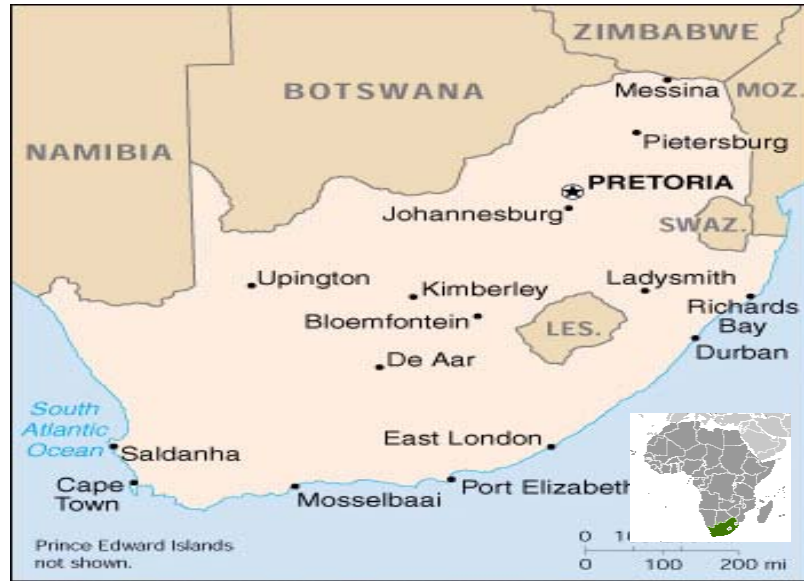 ZIMBABWE
BOTSWANA
Messina
MOZ.
NAMIBIA
Pietersburg
PRETORIA
Johannesburg
SWAZ.
Upington
Kimberley
Ladysmith
Richards
Bay
Bloemfontein
LES.
Durban
De Aar
South
Atlantic
Ocean
Saldanha
East London
Cape
Town
Mosselbaai
Port Elizabeth
Prince Edward Islands
not shown.
0
0 100 200 mi